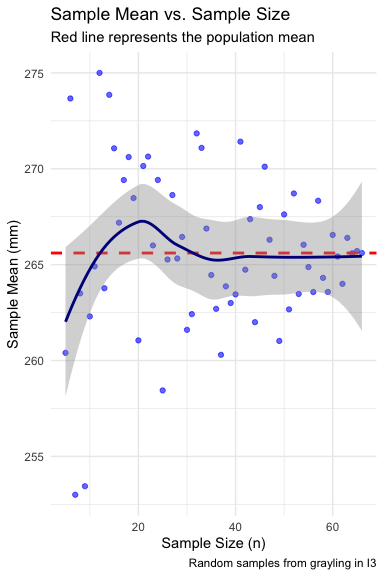 Sample Mean vs. Sample Size
Red line represents the population mean
Sample Mean (mm)
275
270
265
260
255
20
40
60
Sample Size (n)
Random samples from grayling in I3